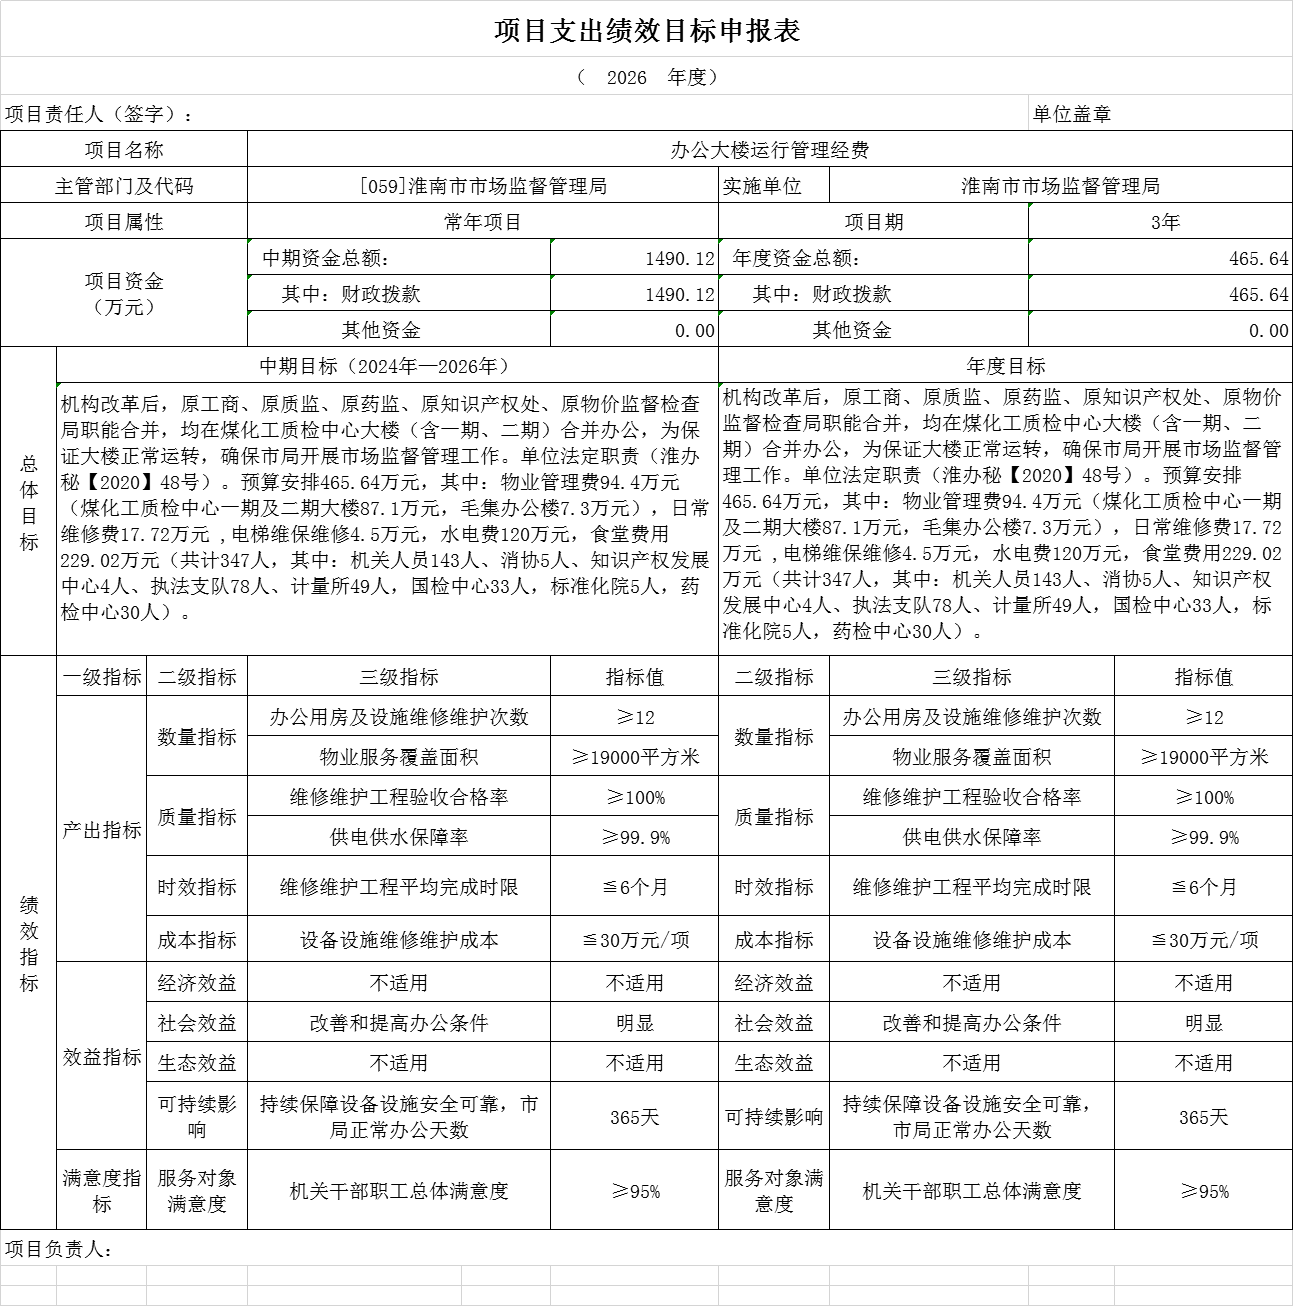 项目支出绩效目标申报表
（ 2026 年度）
项目责任人（签字）： 单位盖章
项目名称 办公大楼运行管理经费
主管部门及代码 [059]淮南市市场监督管理局 实施单位 淮南市市场监督管理局
项目属性 常年项目 项目期 3年
项目资金
（万元）
中期资金总额： 1490.12 年度资金总额： 465.64
其中：财政拨款 1490.12 其中：财政拨款 465.64
其他资金 0.00 其他资金 0.00
总体目标
中期目标（2024年—2026年） 年度目标
机构改革后，原工商、原质监、原药监、原知识产权处、原物价监督检查
局职能合并，均在煤化工质检中心大楼（含一期、二期）合并办公，为保
证大楼正常运转，确保市局开展市场监督管理工作。单位法定职责（淮办
秘【2020】48号）。预算安排465.64万元，其中：物业管理费94.4万元
（煤化工质检中心一期及二期大楼87.1万元，毛集办公楼7.3万元），日常
维修费17.72万元 ,电梯维保维修4.5万元，水电费120万元，食堂费用
229.02万元（共计347人，其中：机关人员143人、消协5人、知识产权发展
中心4人、执法支队78人、计量所49人，国检中心33人，标准化院5人，药
检中心30人）。
机构改革后，原工商、原质监、原药监、原知识产权处、原物价
监督检查局职能合并，均在煤化工质检中心大楼（含一期、二
期）合并办公，为保证大楼正常运转，确保市局开展市场监督管
理工作。单位法定职责（淮办秘【2020】48号）。预算安排
465.64万元，其中：物业管理费94.4万元（煤化工质检中心一期
及二期大楼87.1万元，毛集办公楼7.3万元），日常维修费17.72
万元 ,电梯维保维修4.5万元，水电费120万元，食堂费用229.02
万元（共计347人，其中：机关人员143人、消协5人、知识产权
发展中心4人、执法支队78人、计量所49人，国检中心33人，标
准化院5人，药检中心30人）。
绩效指标
一级指标 二级指标 三级指标 指标值 二级指标 三级指标 指标值
产出指标
数量指标 办公用房及设施维修维护次数 ≥12 数量指标 办公用房及设施维修维护次数 ≥12
物业服务覆盖面积 ≥19000平方米 物业服务覆盖面积 ≥19000平方米
质量指标 维修维护工程验收合格率 ≥100% 质量指标 维修维护工程验收合格率 ≥100%
供电供水保障率 ≥99.9% 供电供水保障率 ≥99.9%
时效指标 维修维护工程平均完成时限 ≦6个月 时效指标 维修维护工程平均完成时限 ≦6个月
成本指标 设备设施维修维护成本 ≦30万元/项 成本指标 设备设施维修维护成本 ≦30万元/项
效益指标
经济效益 不适用 不适用 经济效益 不适用 不适用
社会效益 改善和提高办公条件 明显 社会效益 改善和提高办公条件 明显
生态效益 不适用 不适用 生态效益 不适用 不适用
可持续影
响
持续保障设备设施安全可靠，市
局正常办公天数
365天
可持续影响
持续保障设备设施安全可靠，
市局正常办公天数
365天
满意度指
标
服务对象
满意度
机关干部职工总体满意度 ≥95%
服务对象满
意度
机关干部职工总体满意度 ≥95%
项目负责人：